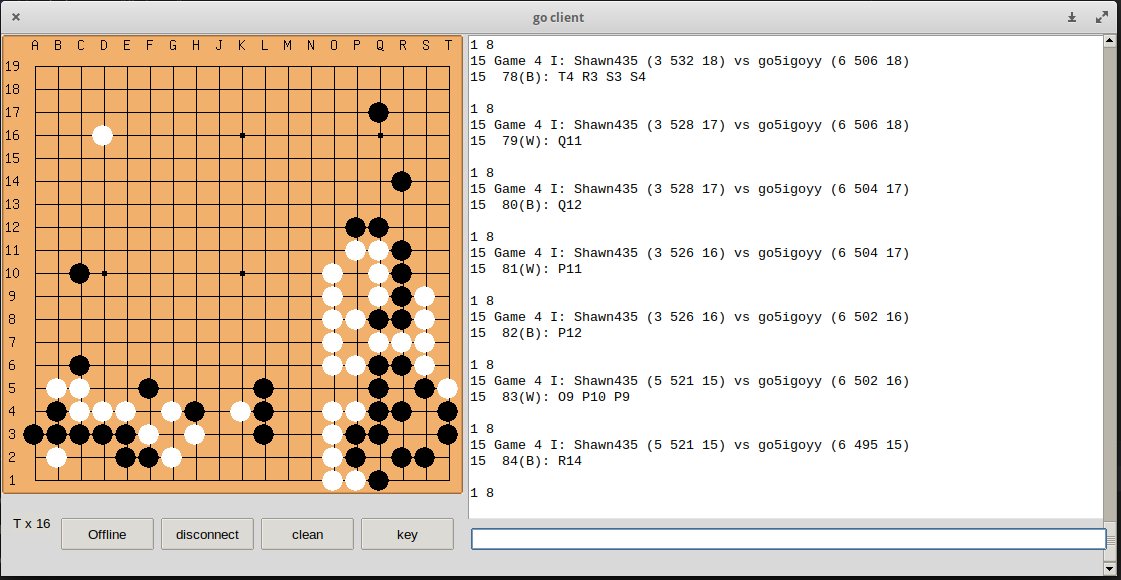 go client
A B C D E F G H J K L M N O P Q R S T
19
18
17
16
15
14
13
12
11
10
9
8
7
6
5
4
3
2
1
1 8
15 Game 4 I: Shawn435 (3 532 18) vs go5igoyy (6 506 18)
15  78(B): T4 R3 S3 S4
1 8
15 Game 4 I: Shawn435 (3 528 17) vs go5igoyy (6 506 18)
15  79(W): Q11
1 8
15 Game 4 I: Shawn435 (3 528 17) vs go5igoyy (6 504 17)
15  80(B): Q12
1 8
15 Game 4 I: Shawn435 (3 526 16) vs go5igoyy (6 504 17)
15  81(W): P11
1 8
15 Game 4 I: Shawn435 (3 526 16) vs go5igoyy (6 502 16)
15  82(B): P12
1 8
15 Game 4 I: Shawn435 (5 521 15) vs go5igoyy (6 502 16)
15  83(W): O9 P10 P9
1 8
15 Game 4 I: Shawn435 (5 521 15) vs go5igoyy (6 495 15)
15  84(B): R14
1 8
T x 16
Offline
disconnect
clean
key